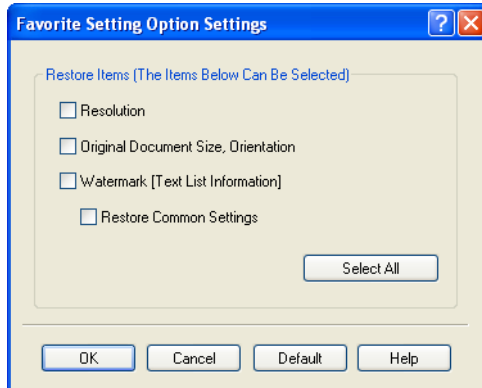 Favorite Setting Option Settings
Restore Items (The Items Below Can Be Selected)
Resolution
Original Document Size, Orientation
Watermark [Text List Information]
Restore Common Settings
Select All
OK Cancel Default Help